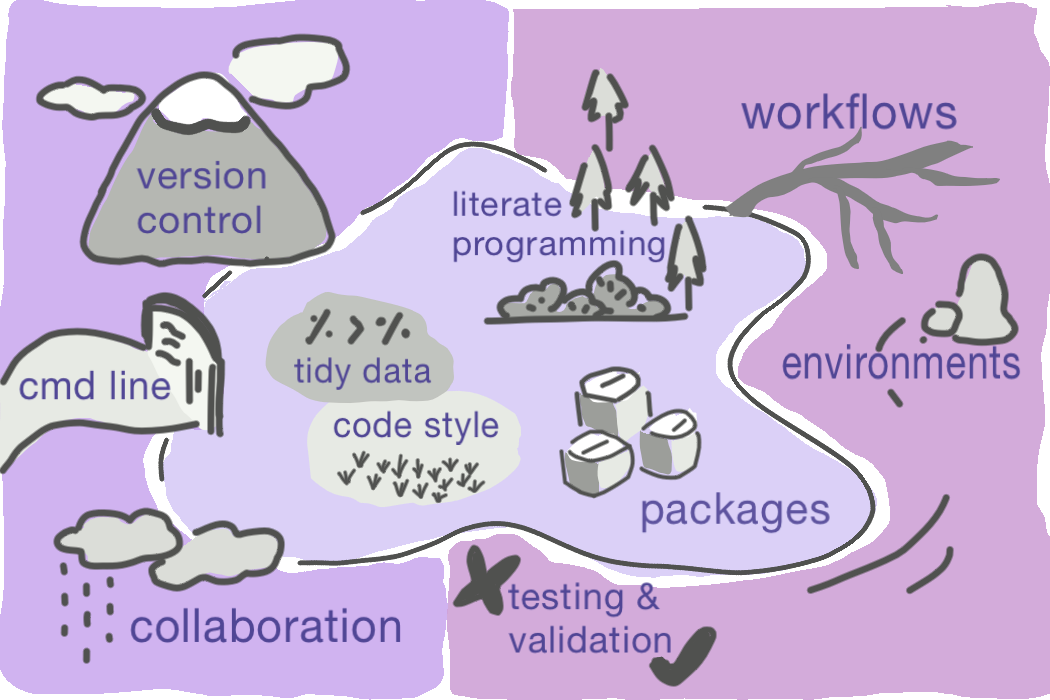 workflows
version
control
literate
programming
environments
tidy data
cmd line
code style
packages
testing &
validation
collaboration